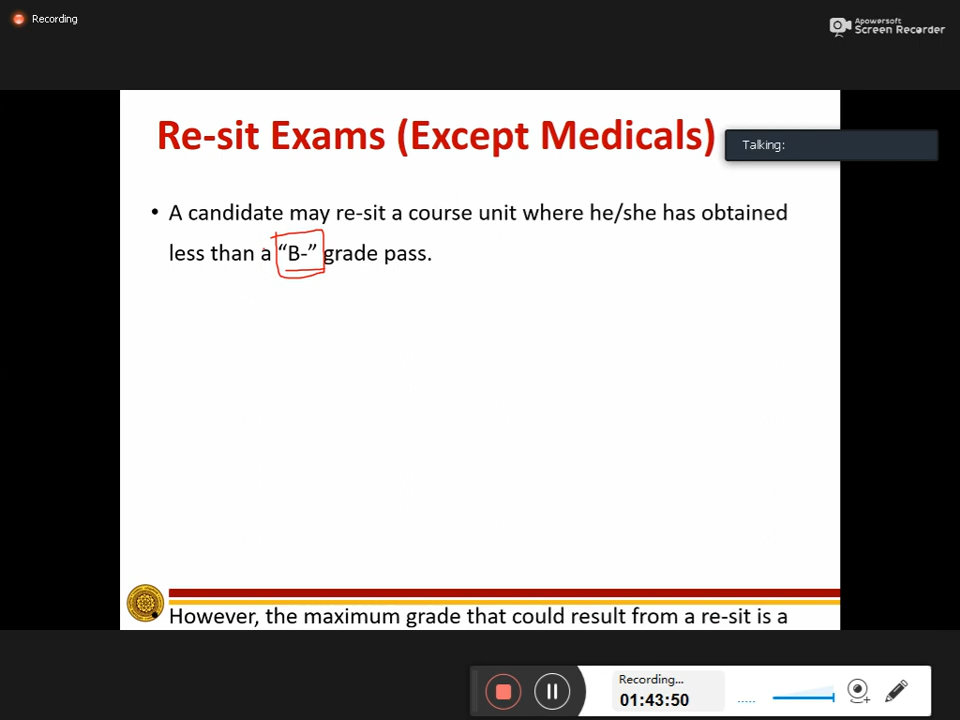 Recording
Apowersoft
Screen Recorder
Re-sit Exams (Except Medicals)
Talking:
• A candidate may re-sit a course unit where he/she has obtained
less than a “B-” grade pass.
• However, the maximum grade that could result from a re-sit is a
Recording...
01:43:50